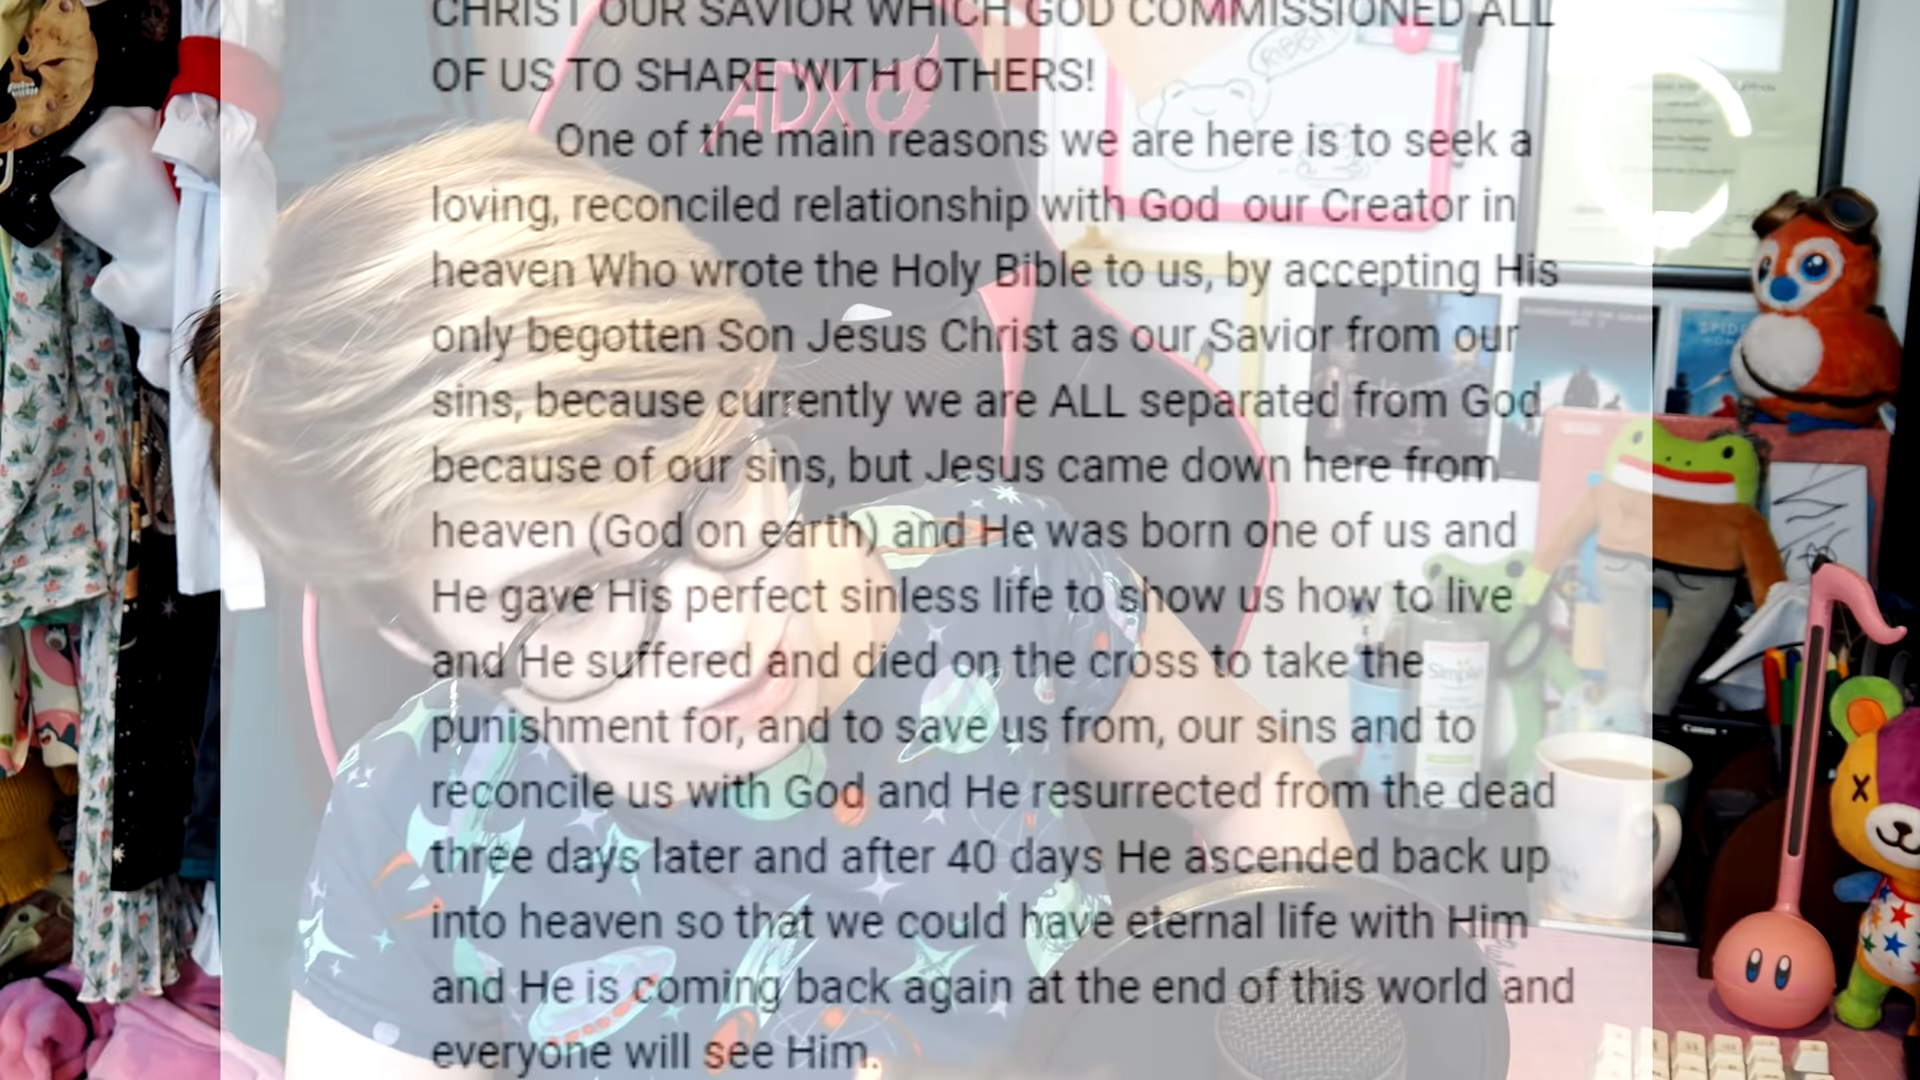 CHRIST OUR SAVIOR WHICH GOD COMMISSIONED ALL
OF US TO SHARE WITH OTHERS!
One of the main reasons we are here is to seek a
loving, reconciled relationship with God our Creator in
heaven Who wrote the Holy Bible to us, by accepting His
only begotten Son Jesus Christ as our Savior from our
sins, because currently we are ALL separated from God
because of our sins, but Jesus came down here from
heaven (God on earth) and He was born one of us and
He gave His perfect sinless life to show us how to live
and He suffered and died on the cross to take the
punishment for, and to save us from, our sins and to
reconcile us with God and He resurrected from the dead
three days later and after 40 days He ascended back up
into heaven so that we could have eternal life with Him
and He is coming back again at the end of this world and
everyone will see Him.
ADX
RIBBIT
Simple
Canon